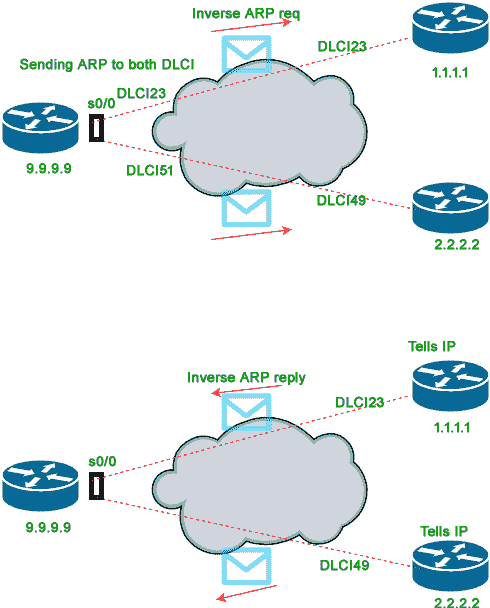 Inverse ARP req
DLCI23
Sending ARP to both DLCI
1.1.1.1
DLCI23
s0/0
9.9.9.9
DLCI51
DLCI49
2.2.2.2
Tells IP
Inverse ARP reply
DLCI23
1.1.1.1
s0/0
9.9.9.9
Tells IP
DLCI49
2.2.2.2